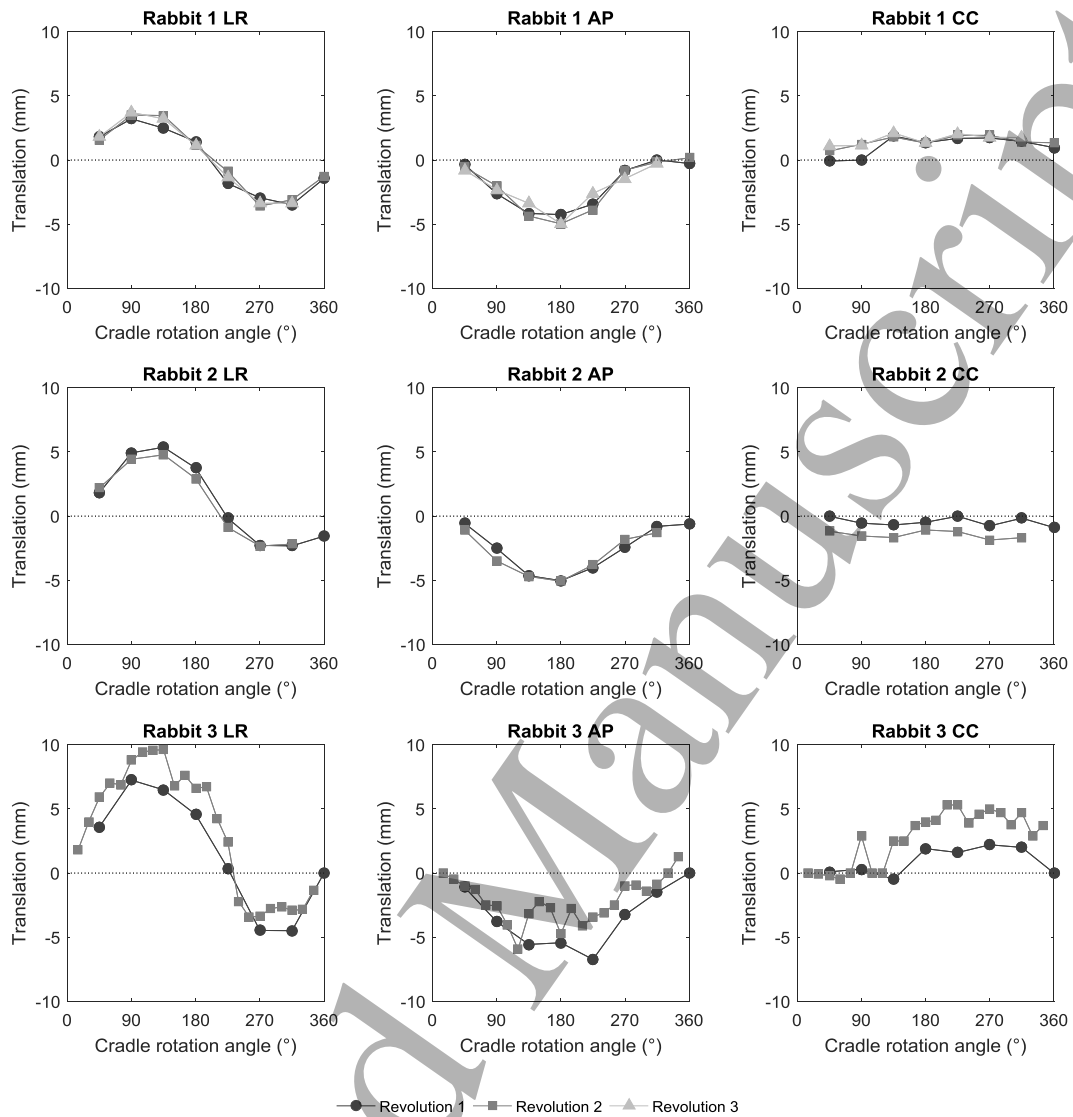 Rabbit 1 LR
Rabbit 1 AP
Rabbit 1 CC
10
5
0
-5
-10
Translation (mm)
0 90 180 270 360
Cradle rotation angle (°)
10
5
0
-5
-10
Translation (mm)
0 90 180 270 360
Cradle rotation angle (°)
10
5
0
-5
-10
Translation (mm)
0 90 180 270 360
Cradle rotation angle (°)
Rabbit 2 LR
Rabbit 2 AP
Rabbit 2 CC
10
5
0
-5
-10
Translation (mm)
0 90 180 270 360
Cradle rotation angle (°)
10
5
0
-5
-10
Translation (mm)
0 90 180 270 360
Cradle rotation angle (°)
10
5
0
-5
-10
Translation (mm)
0 90 180 270 360
Cradle rotation angle (°)
Rabbit 3 LR
Rabbit 3 AP
Rabbit 3 CC
10
5
0
-5
-10
Translation (mm)
0 90 180 270 360
Cradle rotation angle (°)
10
5
0
-5
-10
Translation (mm)
0 90 180 270 360
Cradle rotation angle (°)
10
5
0
-5
-10
Translation (mm)
0 90 180 270 360
Cradle rotation angle (°)
Revolution 1 Revolution 2 Revolution 3
d Manuscrip